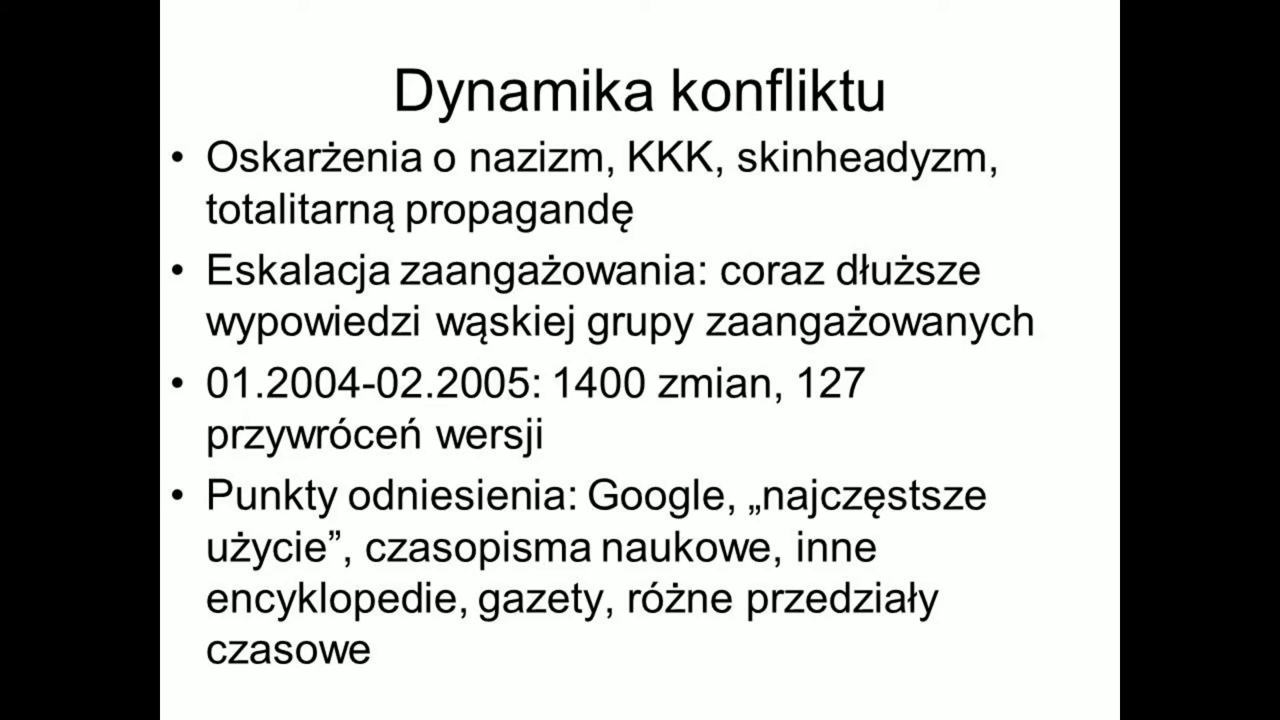 Dynamika konfliktu
• Oskarżenia o nazizm, KKK, skinheadyzm,
totalitarną propagandę
• Eskalacja zaangażowania: coraz dłuższe
wypowiedzi wąskiej grupy zaangażowanych
• 01.2004-02.2005: 1400 zmian, 127
przywróceń wersji
• Punkty odniesienia: Google, „najczęstsze
użycie”, czasopisma naukowe, inne
encyklopedie, gazety, różne przedziały
czasowe